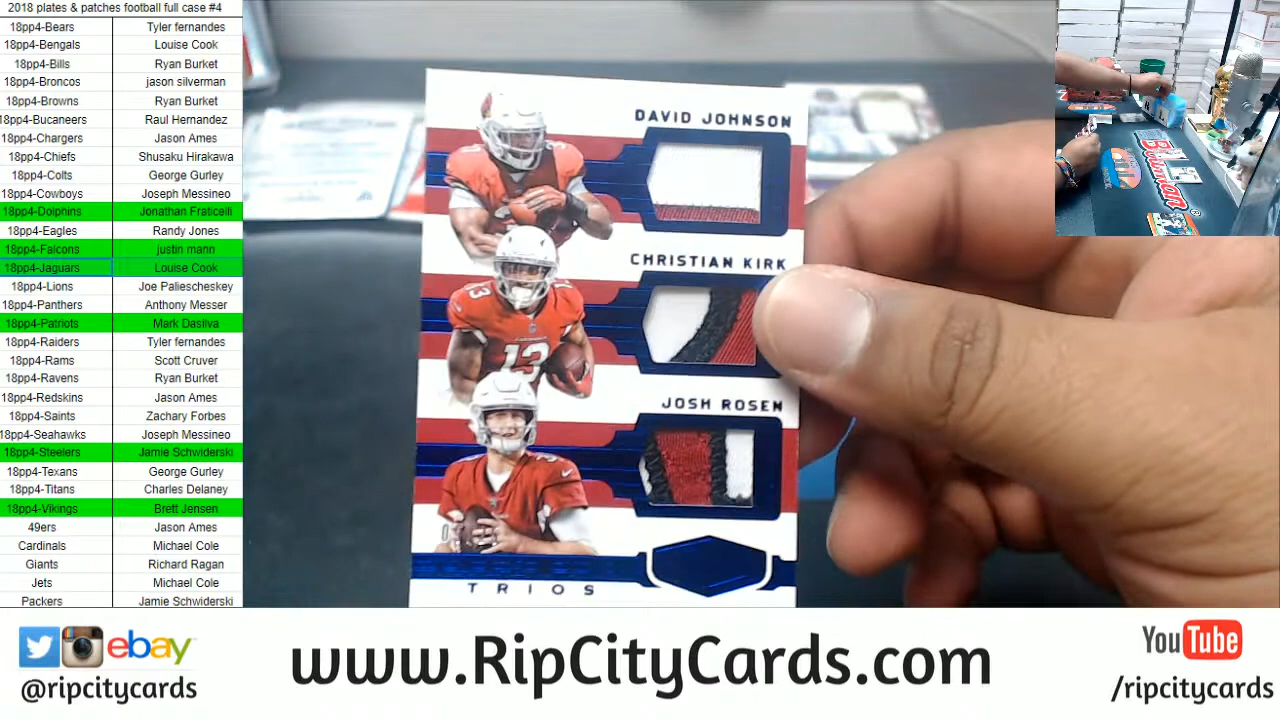 2018 plates & patches football full case #4
18pp4-Bears Tyler fernandes
18pp4-Bengals Louise Cook
18pp4-Bills Ryan Burket
18pp4-Broncos jason silverman
18pp4-Browns Ryan Burket
18pp4-Bucaneers Raul Hernandez
18pp4-Chargers Jason Ames
18pp4-Chiefs Shusaku Hirakawa
18pp4-Colts George Gurley
18pp4-Cowboys Joseph Messineo
18pp4-Dolphins Jonathan Fraticelli
18pp4-Eagles Randy Jones
18pp4-Falcons justin mann
18pp4-Jaguars Louise Cook
18pp4-Lions Joe Paliescheskey
18pp4-Panthers Anthony Messer
18pp4-Patriots Mark Dasilva
18pp4-Raiders Tyler fernandes
18pp4-Rams Scott Cruver
18pp4-Ravens Ryan Burket
18pp4-Redskins Jason Ames
18pp4-Saints Zachary Forbes
18pp4-Seahawks Joseph Messineo
18pp4-Steelers Jamie Schwiderski
18pp4-Texans George Gurley
18pp4-Titans Charles Delaney
18pp4-Vikings Brett Jensen
49ers Jason Ames
Cardinals Michael Cole
Giants Richard Ragan
Jets Michael Cole
Packers Jamie Schwiderski
DAVID JOHNSON
CHRISTIAN KIRK
13
13
JOSH ROSEN
TRIOS
Bowman
ebay
@ripcitycards
www.RipCityCards.com
YouTube
/ripcitycards